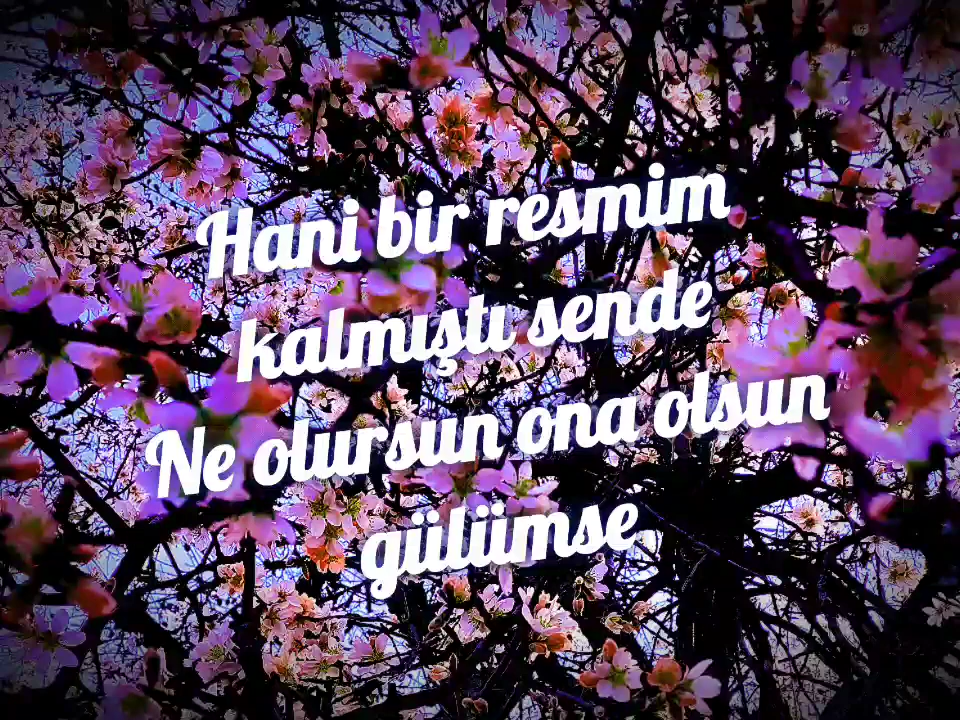 Hani bir resmim
kalmıştı sende
Ne olursun ona olsun
gülümse